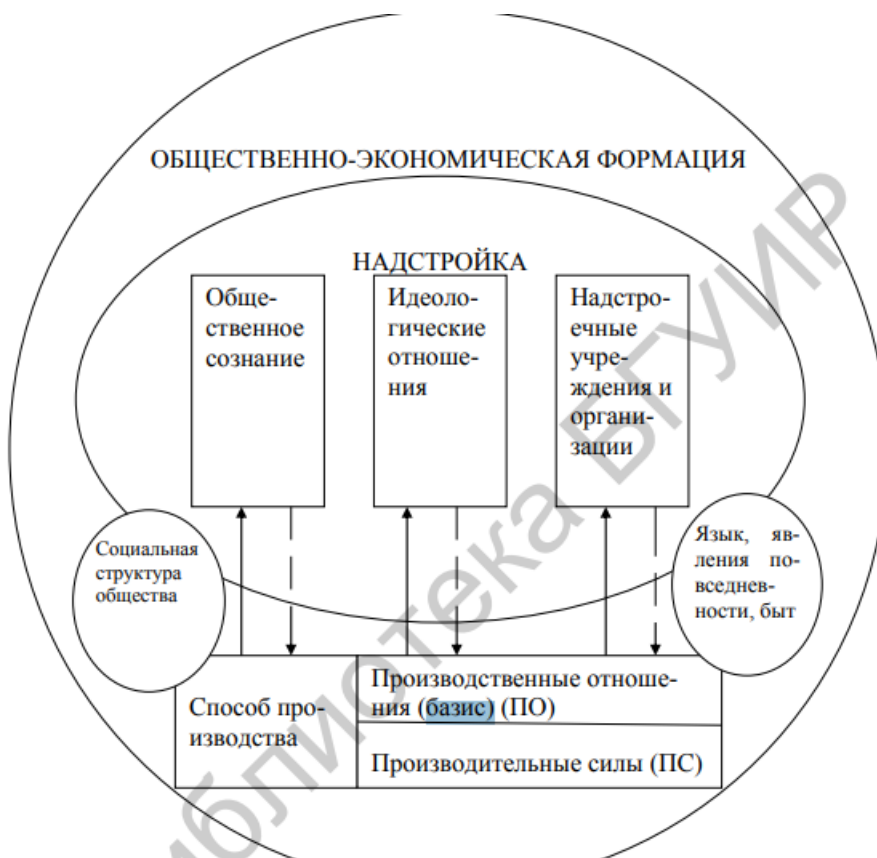 ОБЩЕСТВЕННО-ЭКОНОМИЧЕСКАЯ ФОРМАЦИЯ
НАДСТРОЙКА
Обще-
ственное
сознание
Идеоло-
гические
отноше-
ния
Надстро-
ечные
учре-
ждения и
органи-
зации
Социальная
структура
общества
Язык, яв-
ления по-
вседнев-
ности, быт
Способ про-
изводства
Производственные отноше-
ния (базис) (ПО)
Производительные силы (ПС)
блиотека БГУИР